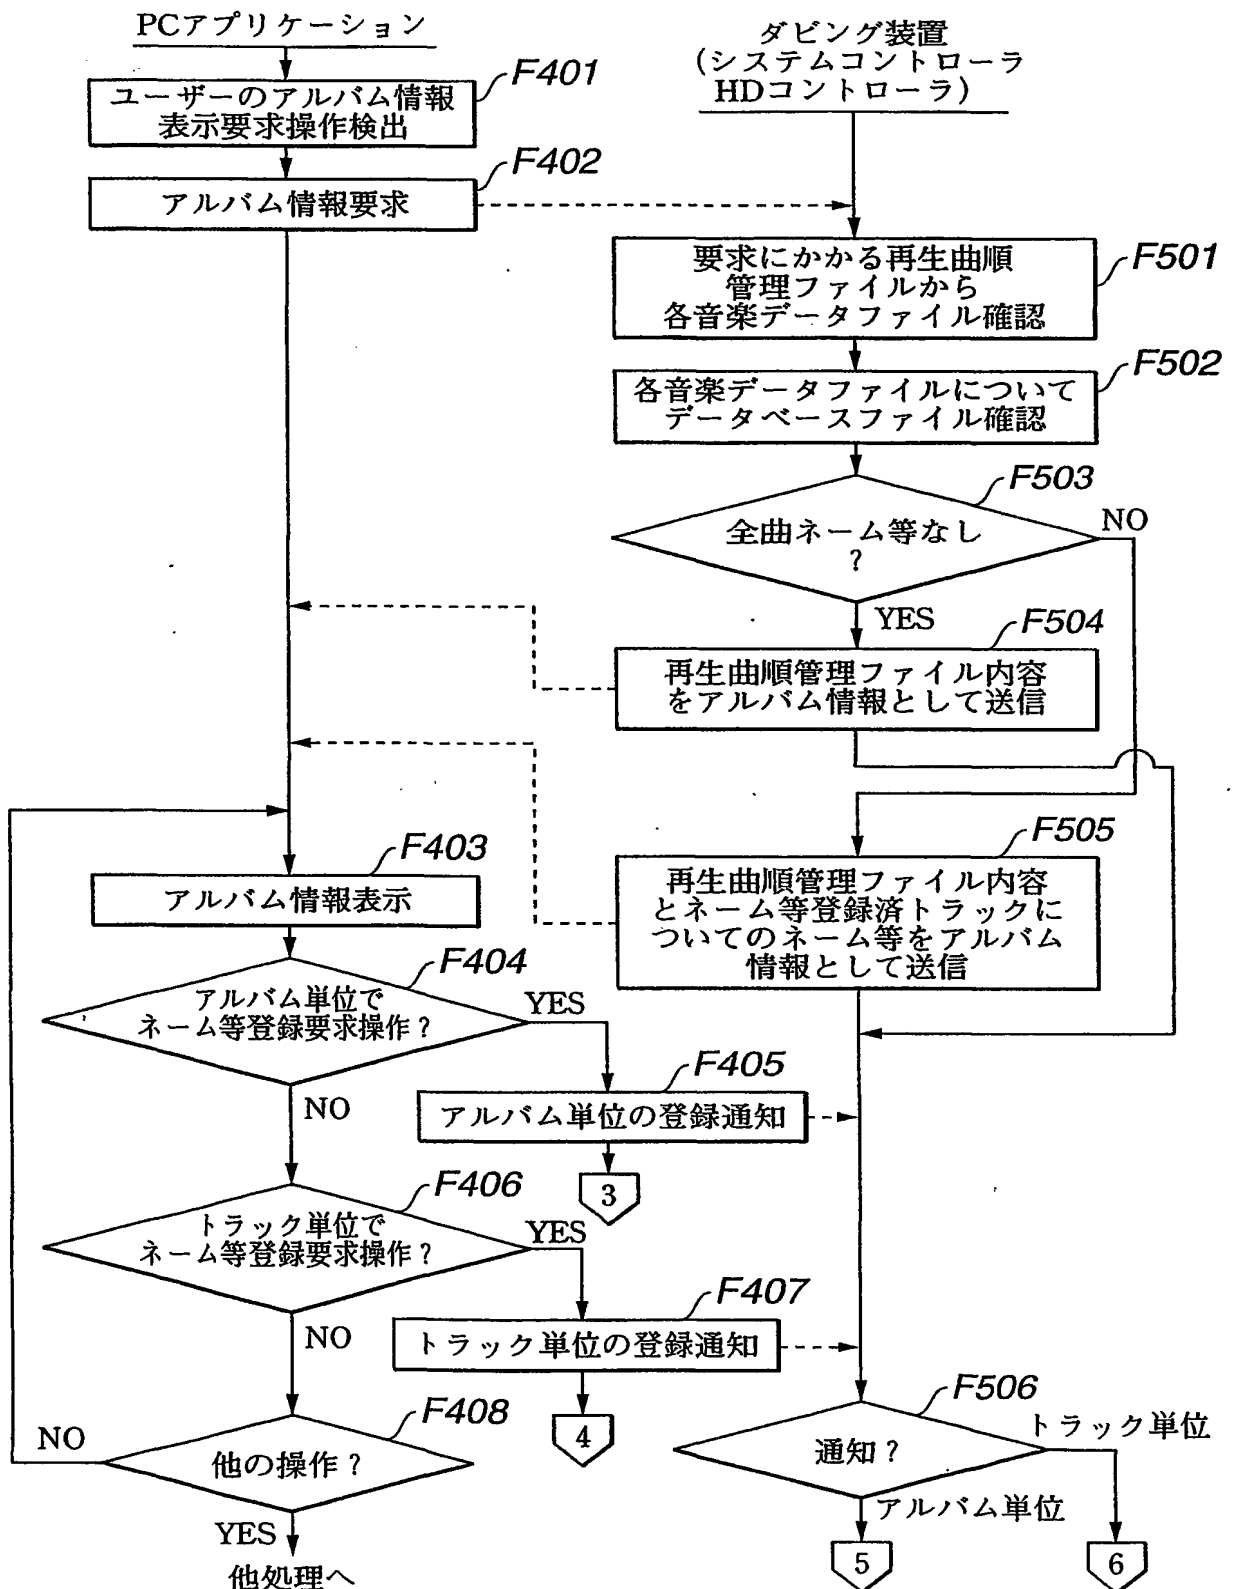 PCアプリケーション
F401
ユーザーのアルバム情報
表示要求操作検出
F402
アルバム情報要求
ダビング装置
(システムコントローラ
HDコントローラ)
F501
要求にかかる再生曲順
管理ファイルから
各音楽データファイル確認
F502
各音楽データファイルについて
データベースファイル確認
F503
全曲ネーム等なし
?
NO
YES
F504
再生曲順管理ファイル内容
をアルバム情報として送信
F505
再生曲順管理ファイル内容
とネーム等登録済トラックに
ついてのネーム等をアルバム
情報として送信
F403
アルバム情報表示
F404
アルバム単位で
ネーム等登録要求操作?
YES
NO
F405
アルバム単位の登録通知
3
F406
トラック単位で
ネーム等登録要求操作?
YES
NO
F407
トラック単位の登録通知
4
F408
他の操作?
NO
YES
他処理へ
F506
通知?
トラック単位
アルバム単位
5
6